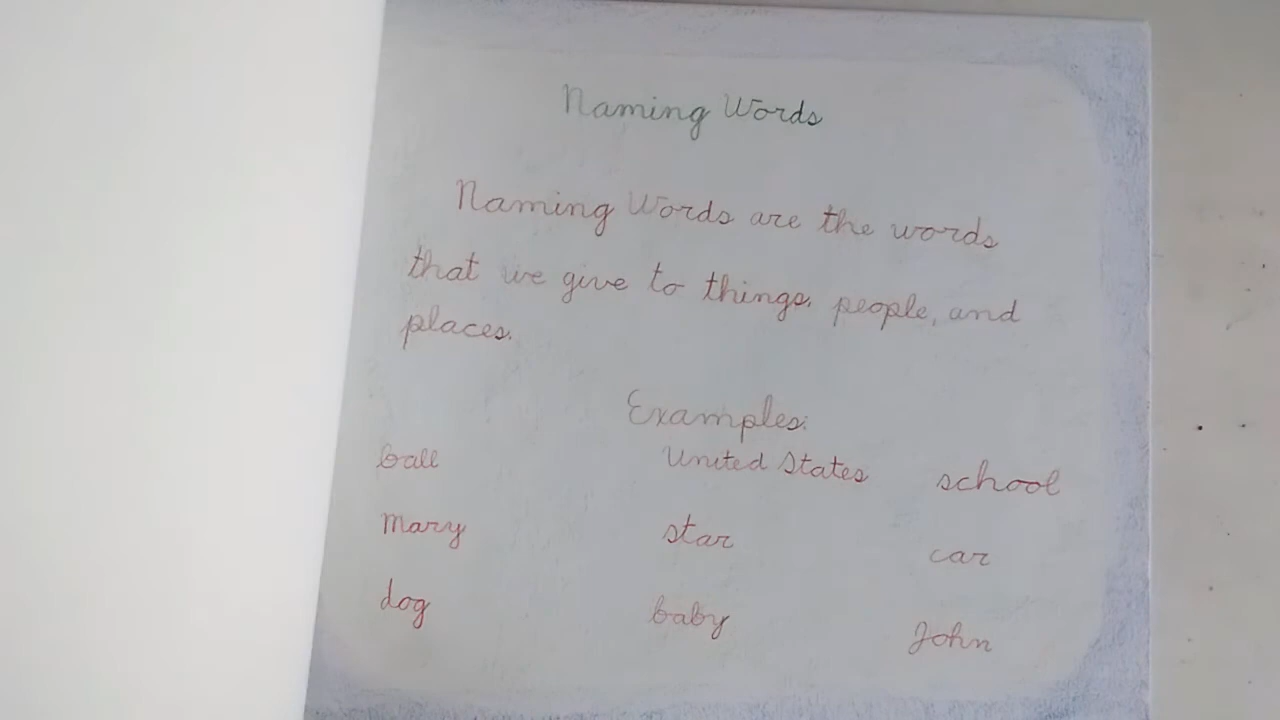 Naming Words
Naming Words are the words
that we give to things, people, and
places.
Examples:
ball United States school
Mary star car
dog baby John